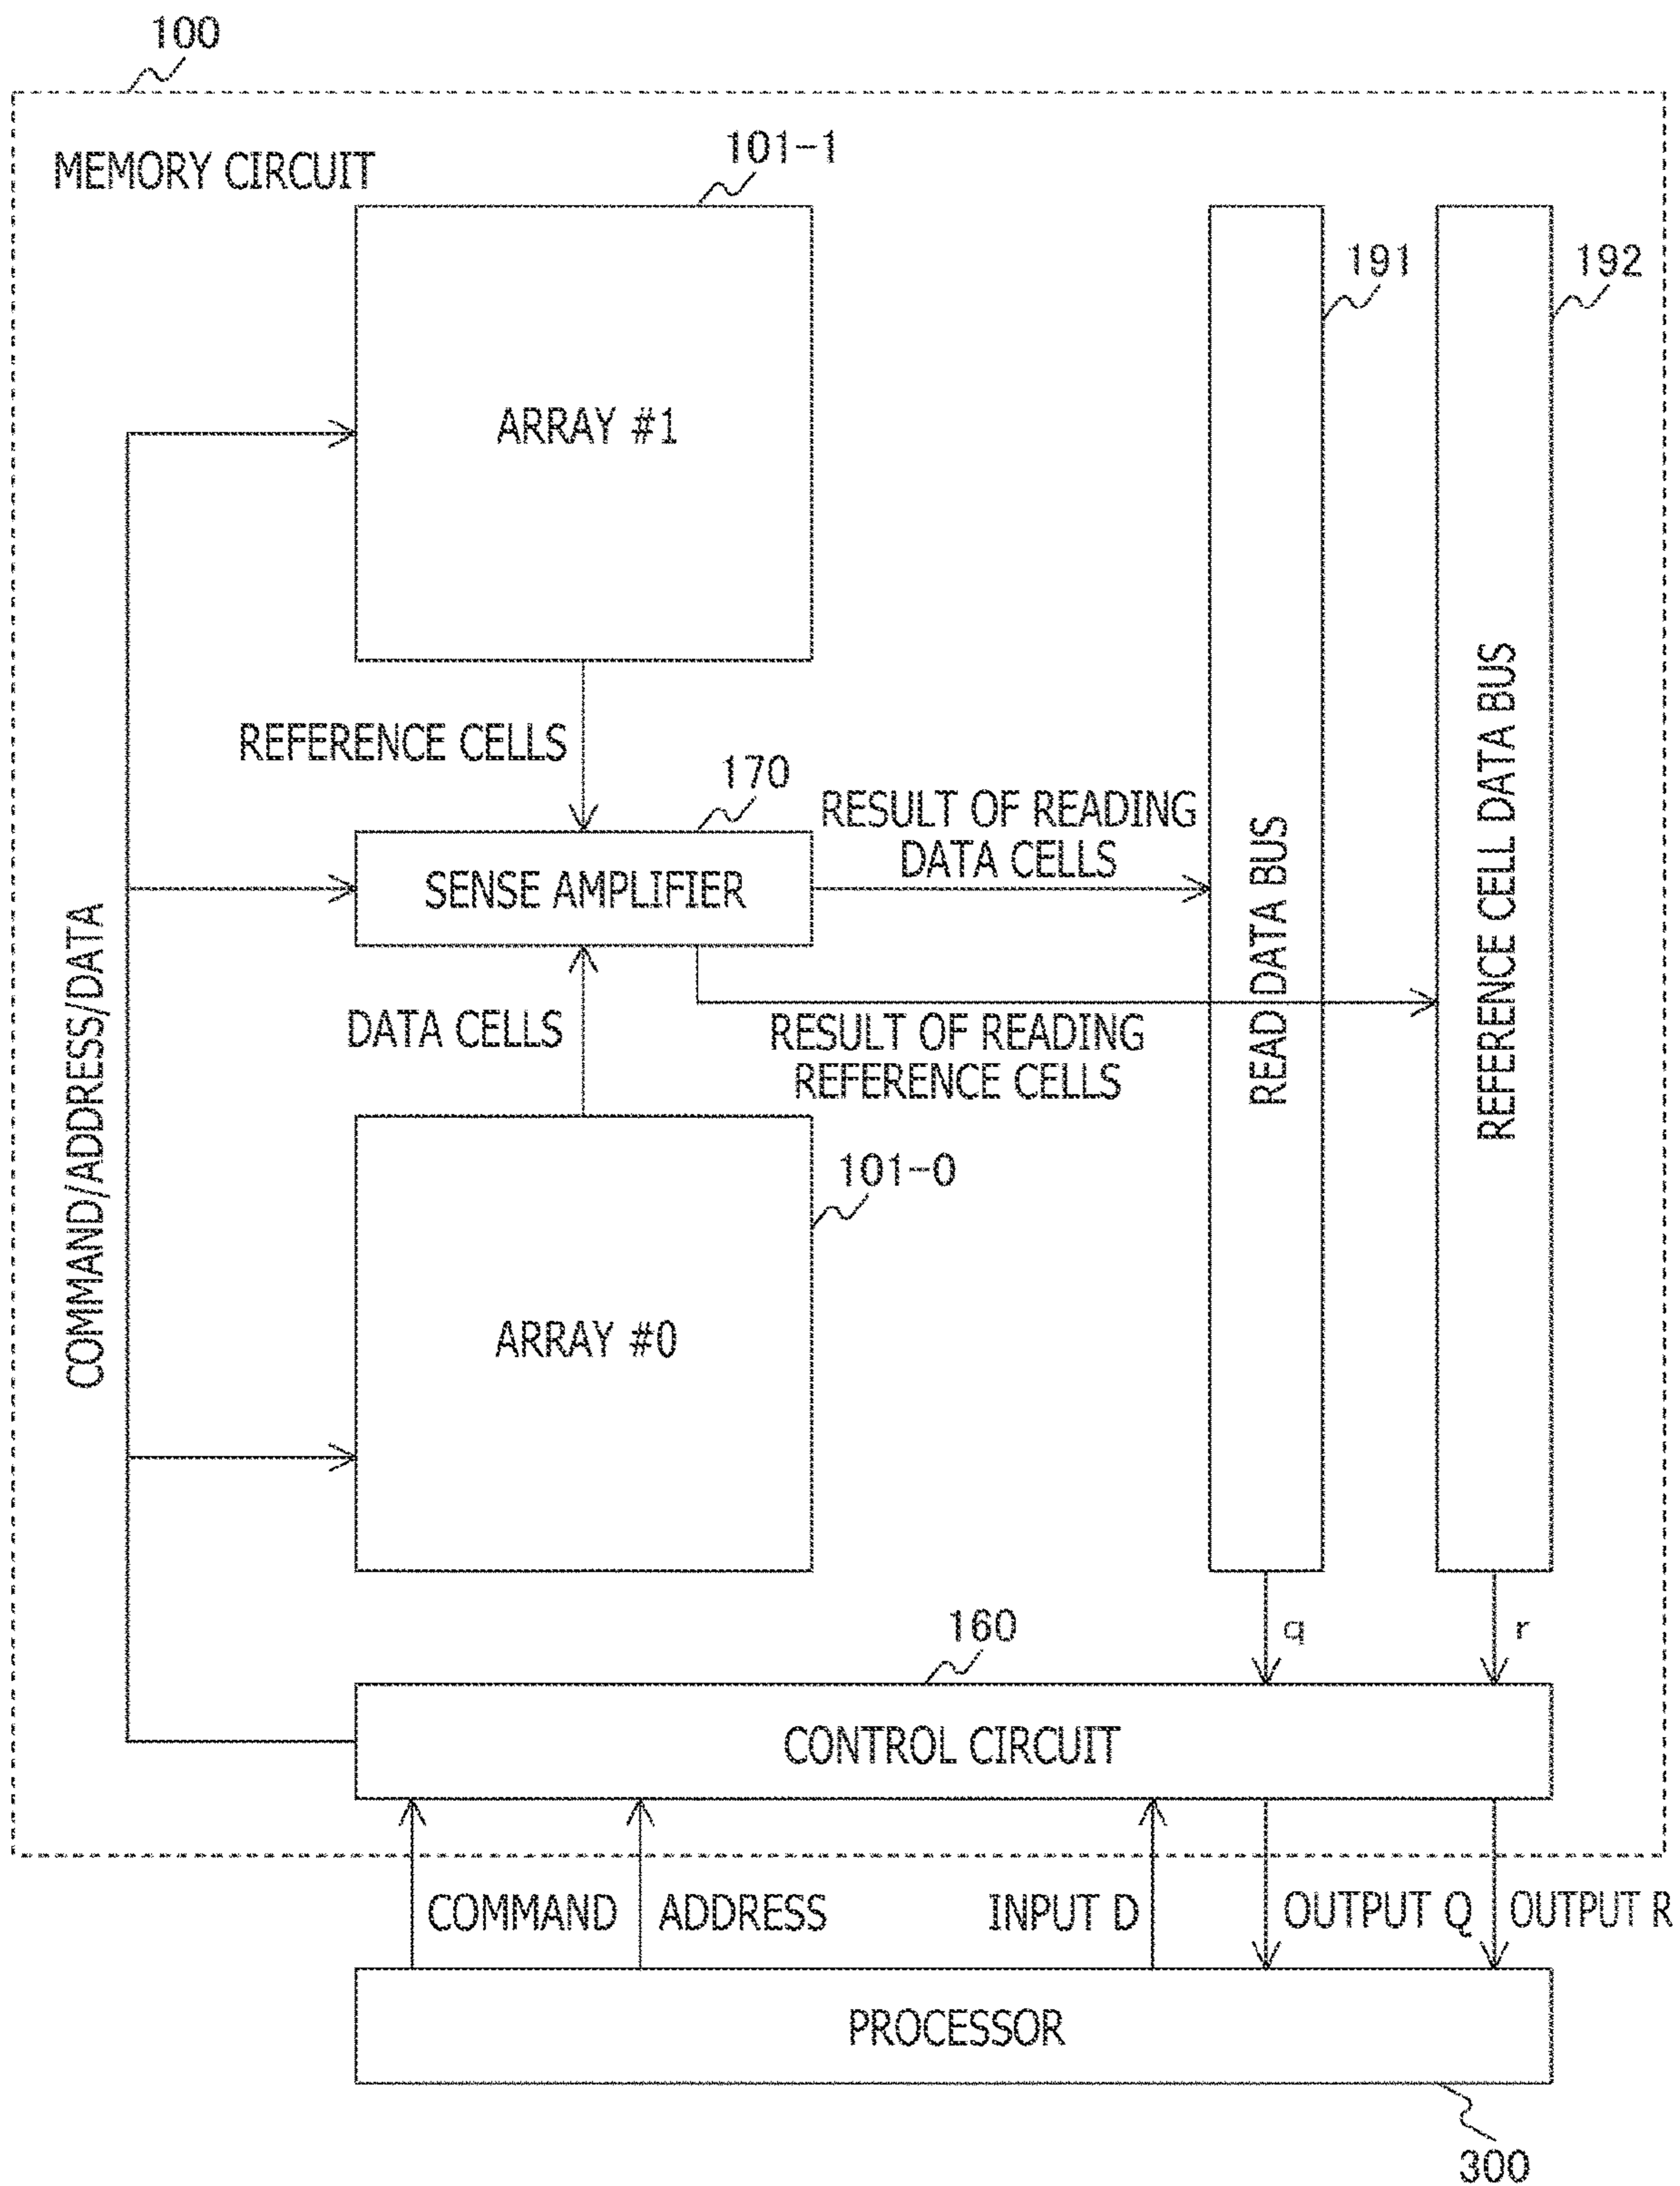 100
MEMORY CIRCUIT
101-1
191
192
ARRAY #1
REFERENCE CELLS
170
SENSE AMPLIFIER
RESULT OF READING
DATA CELLS
READ DATA BUS
REFERENCE CELL DATA BUS
COMMAND/ADDRESS/DATA
DATA CELLS
RESULT OF READING
REFERENCE CELLS
101-0
ARRAY #0
160
q
r
CONTROL CIRCUIT
COMMAND
ADDRESS
INPUT D
OUTPUT Q
OUTPUT R
PROCESSOR
300